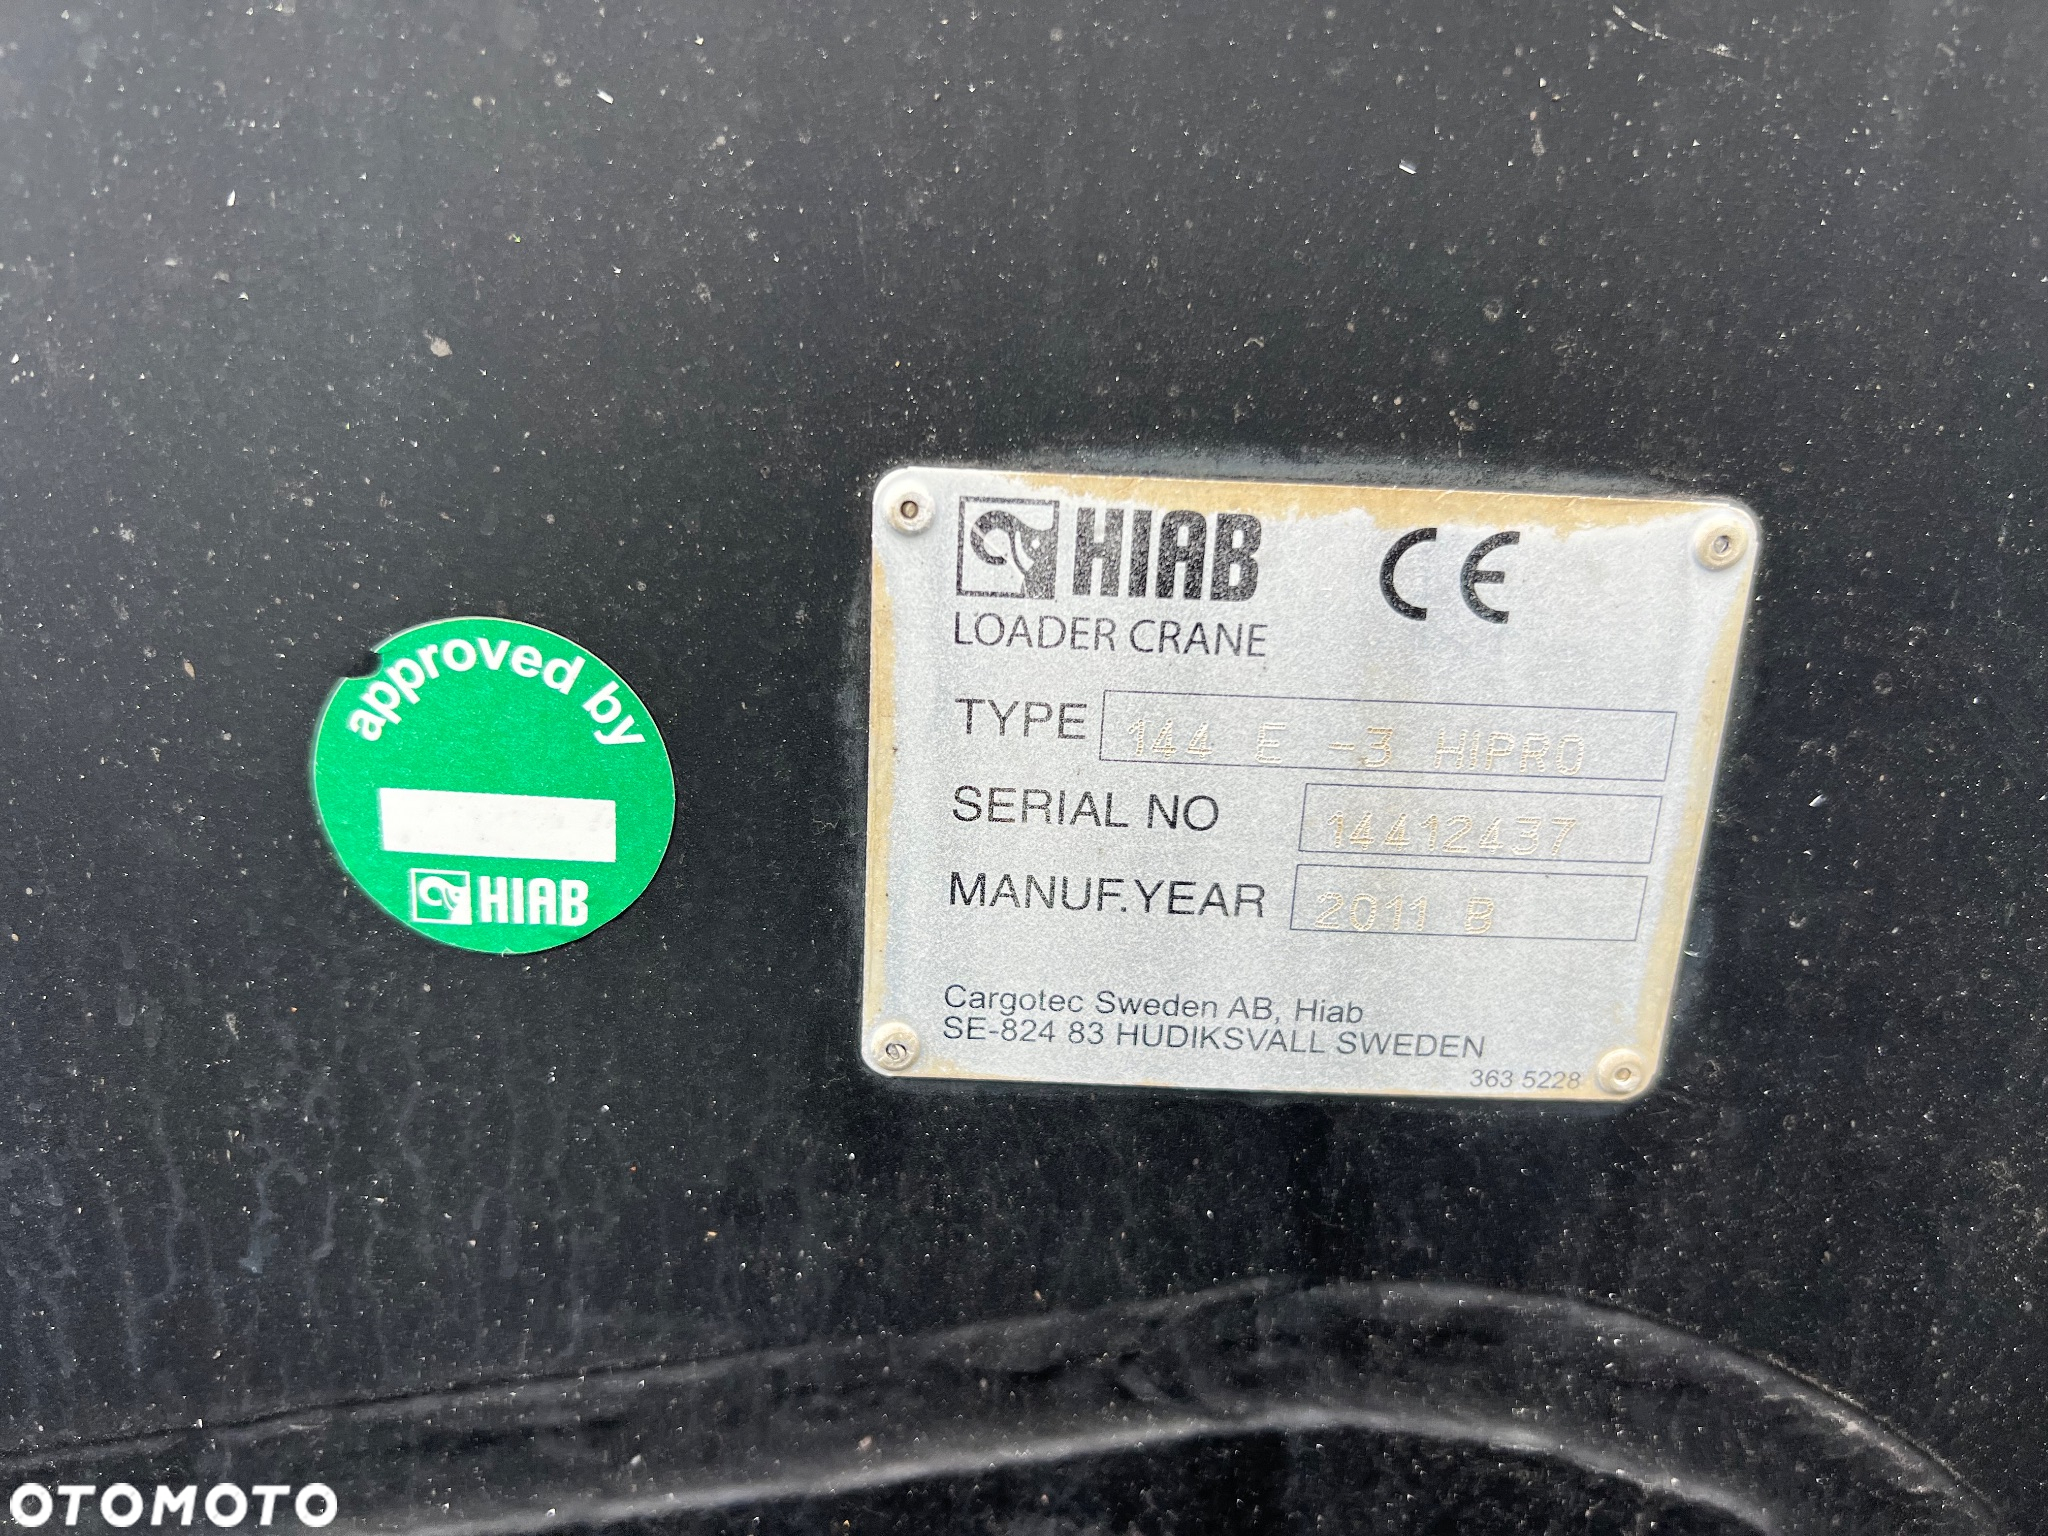 approved by
HIAB
HIAB CE
LOADER CRANE
TYPE 144 E -3 HIPRO
SERIAL NO 14412437
MANUF.YEAR 2011 B
Cargotec Sweden AB, Hiab
SE-824 83 HUDIKSVALL SWEDEN
363 5228
OTOMOTO